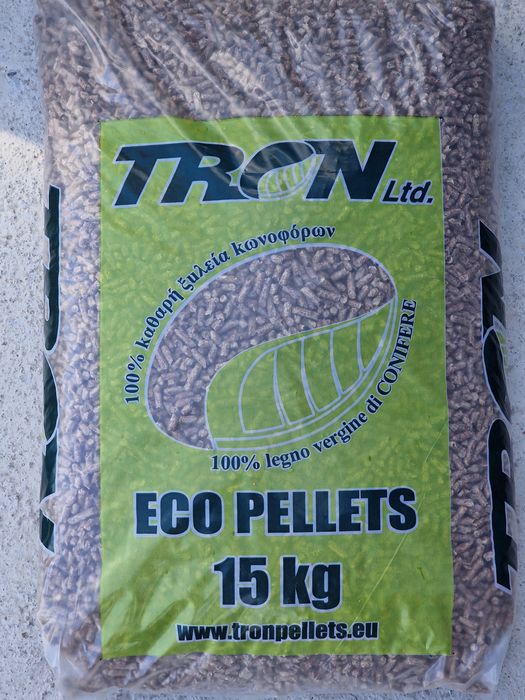 TRON Ltd.
100% καθαρή ξυλεία κωνοφόρων
100% legno vergine di CONIFERE
ECO PELLETS
15 kg
www.tronpellets.eu
TRON
TRON